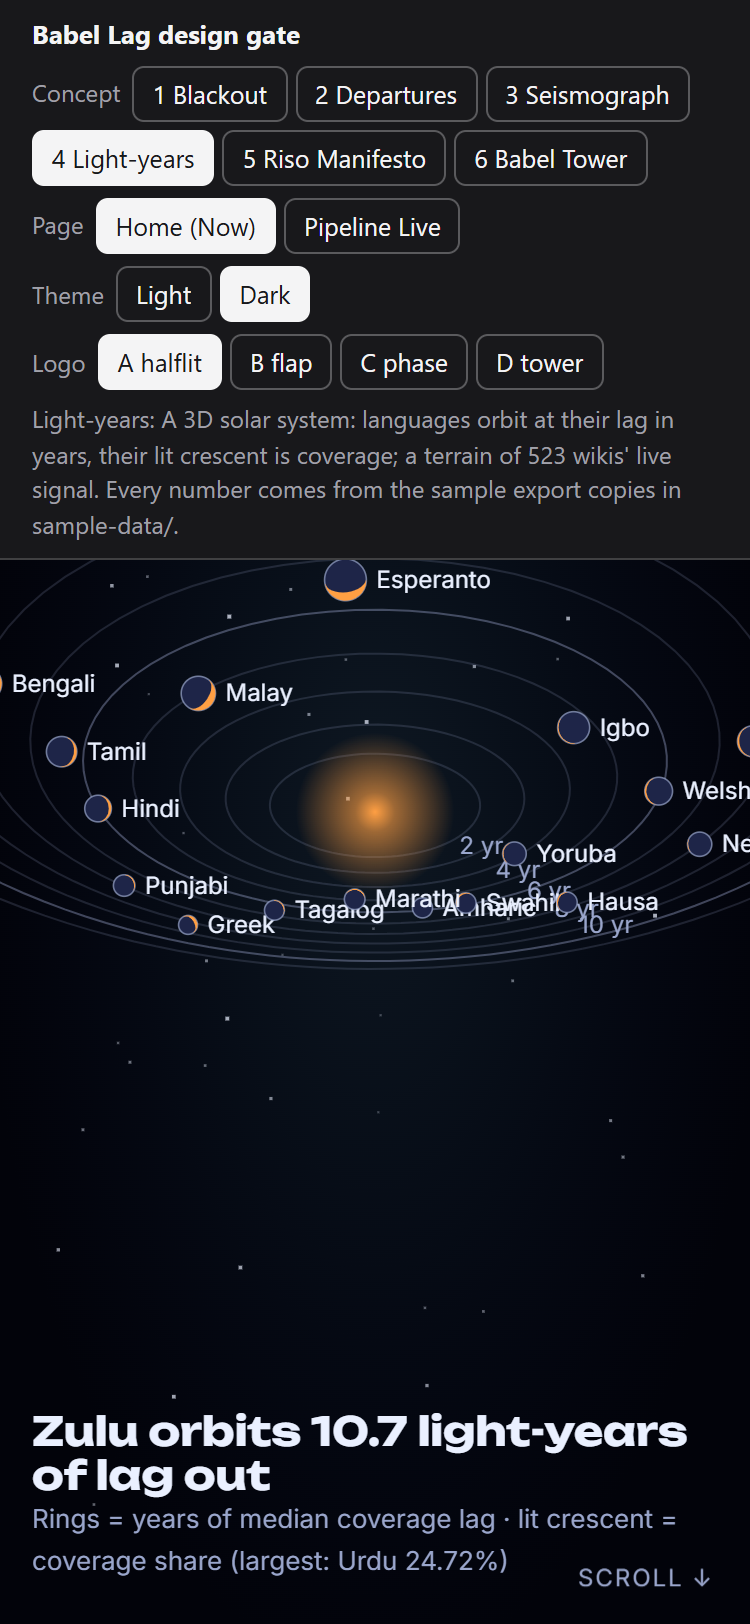 Babel Lag design gate
Concept 1 Blackout 2 Departures 3 Seismograph
4 Light-years 5 Riso Manifesto 6 Babel Tower
Page Home (Now) Pipeline Live
Theme Light Dark
Logo A halflit B flap C phase D tower
Light-years: A 3D solar system: languages orbit at their lag in
years, their lit crescent is coverage; a terrain of 523 wikis' live
signal. Every number comes from the sample export copies in
sample-data/.
Esperanto
Bengali
Malay
Igbo
Tamil
Welsh
Hindi
Ne
2 yr
Yoruba
4 yr
Punjabi
6 yr
Marathi
Swahili
Hausa
Tagalog
Amharic
Greek
10 yr
Zulu orbits 10.7 light-years
of lag out
Rings = years of median coverage lag · lit crescent =
coverage share (largest: Urdu 24.72%)
SCROLL ↓